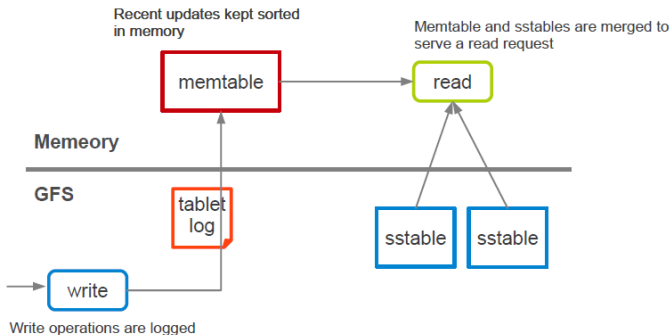 Recent updates kept sorted
in memory
Memtable and sstables are merged to
serve a read request
memtable
read
Memeory
GFS
tablet
log
sstable
sstable
write
Write operations are logged